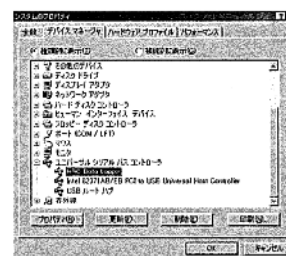 システムのプロパティ
全般 デバイス マネージャ ハードウェア プロファイル パフォーマンス
種類別に表示(T) 接続別に表示(C)
その他のデバイス
ディスク ドライブ
ディスプレイ アダプタ
ネットワーク アダプタ
ハード ディスク コントローラ
ヒューマン インターフェイス デバイス
フロッピー ディスク コントローラ
ポート (COM / LPT)
マウス
モニタ
ユニバーサル シリアル バス コントローラ
Data Logger
Intel 82371AB/EB PCI to USB Universal Host Controller
USB ルート ハブ
赤外線
プロパティ(R) 更新(F) 削除(E) 印刷(N)...
OK キャンセル